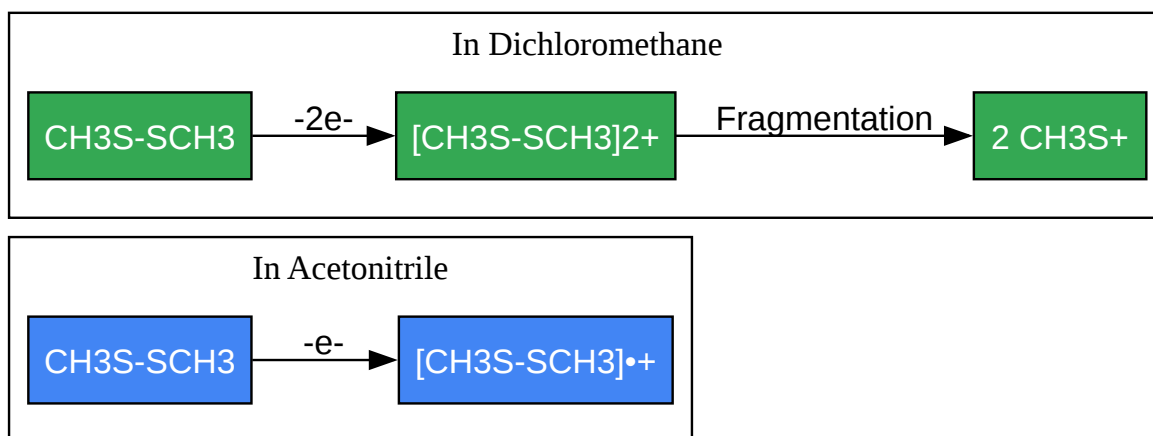 In Dichloromethane
CH3S-SCH3
-2e-
[CH3S-SCH3]2+
Fragmentation
2 CH3S+
In Acetonitrile
CH3S-SCH3
-e-
[CH3S-SCH3]•+